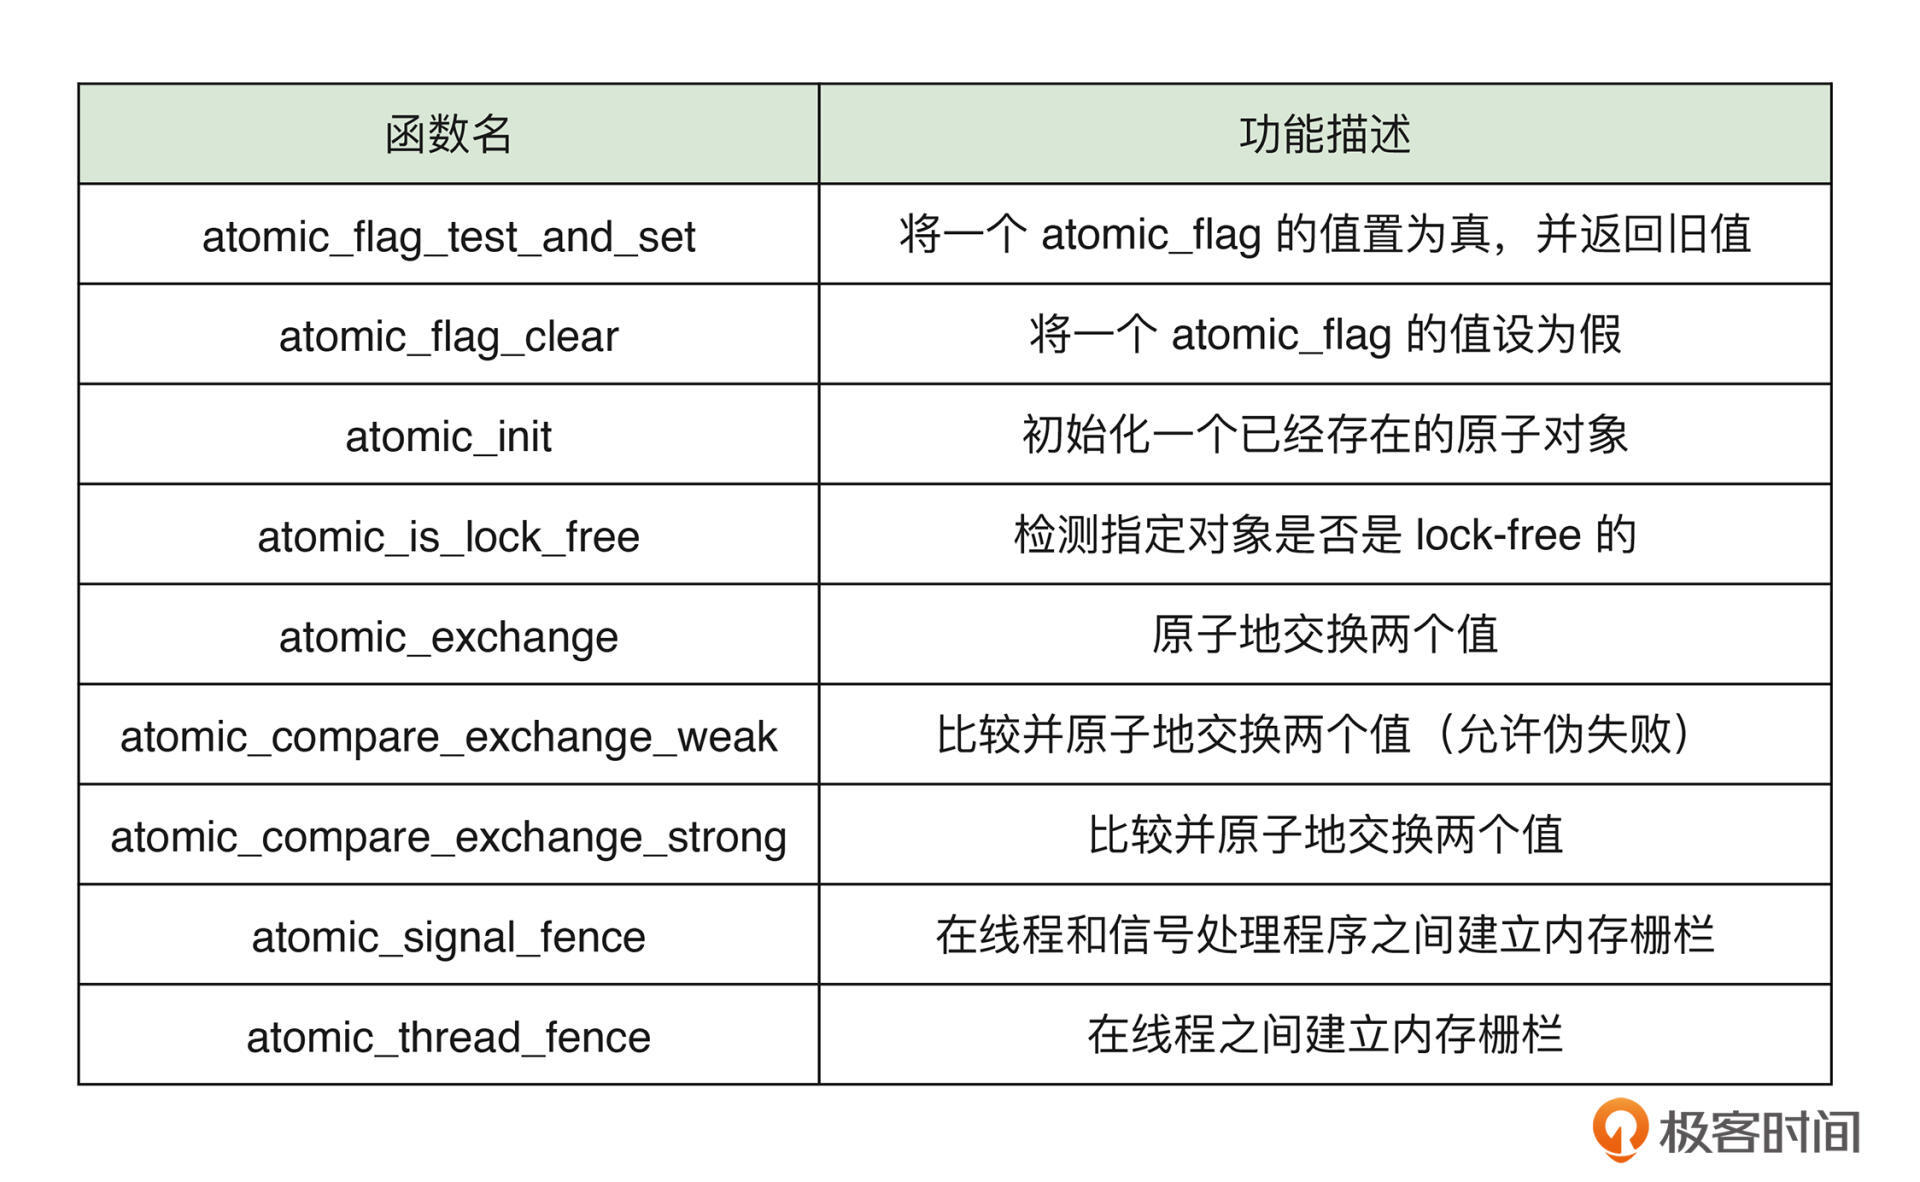 函数名 功能描述
atomic_flag_test_and_set 将一个 atomic_flag 的值置为真，并返回旧值
atomic_flag_clear 将一个 atomic_flag 的值设为假
atomic_init 初始化一个已经存在的原子对象
atomic_is_lock_free 检测指定对象是否是 lock-free 的
atomic_exchange 原子地交换两个值
atomic_compare_exchange_weak 比较并原子地交换两个值（允许伪失败）
atomic_compare_exchange_strong 比较并原子地交换两个值
atomic_signal_fence 在线程和信号处理程序之间建立内存栅栏
atomic_thread_fence 在线程之间建立内存栅栏
极客时间